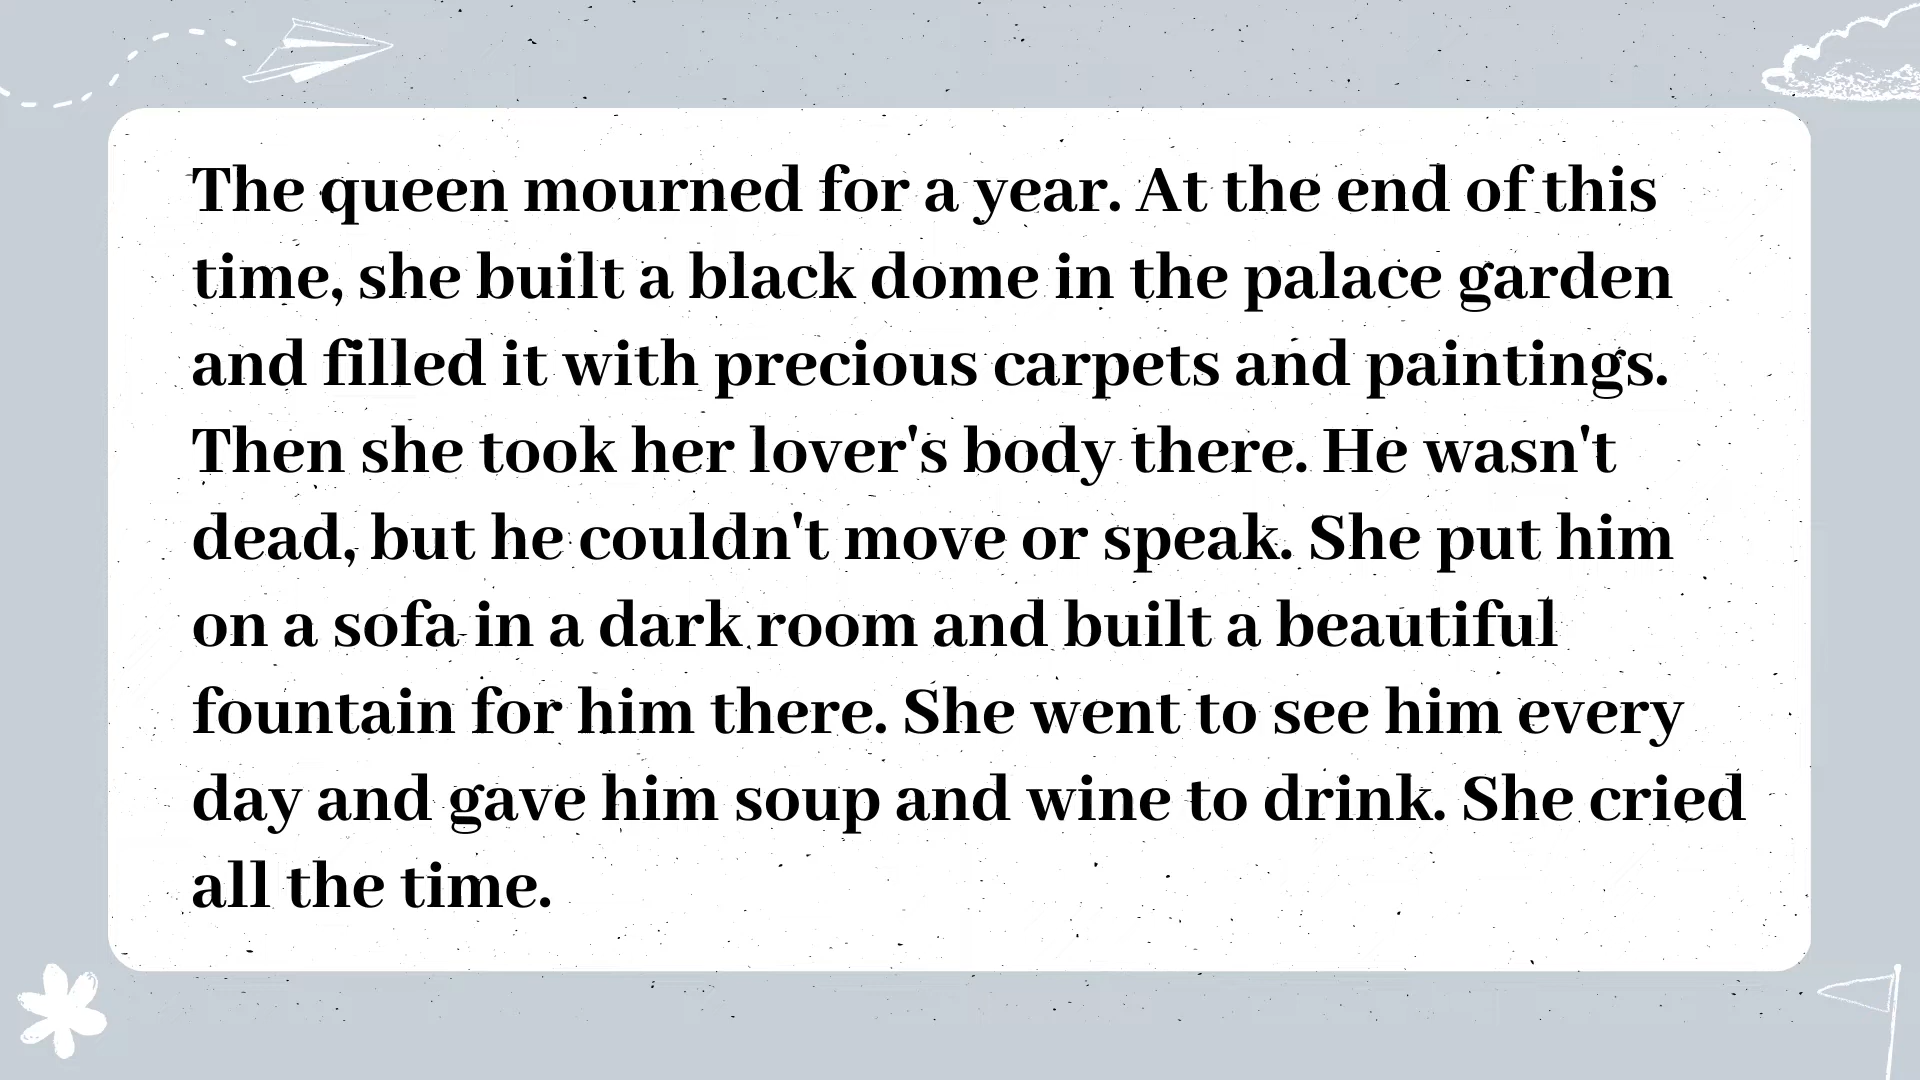 The queen mourned for a year. At the end of this
time, she built a black dome in the palace garden
and filled it with precious carpets and paintings.
Then she took her lover's body there. He wasn't
dead, but he couldn't move or speak. She put him
on a sofa in a dark room and built a beautiful
fountain for him there. She went to see him every
day and gave him soup and wine to drink. She cried
all the time.